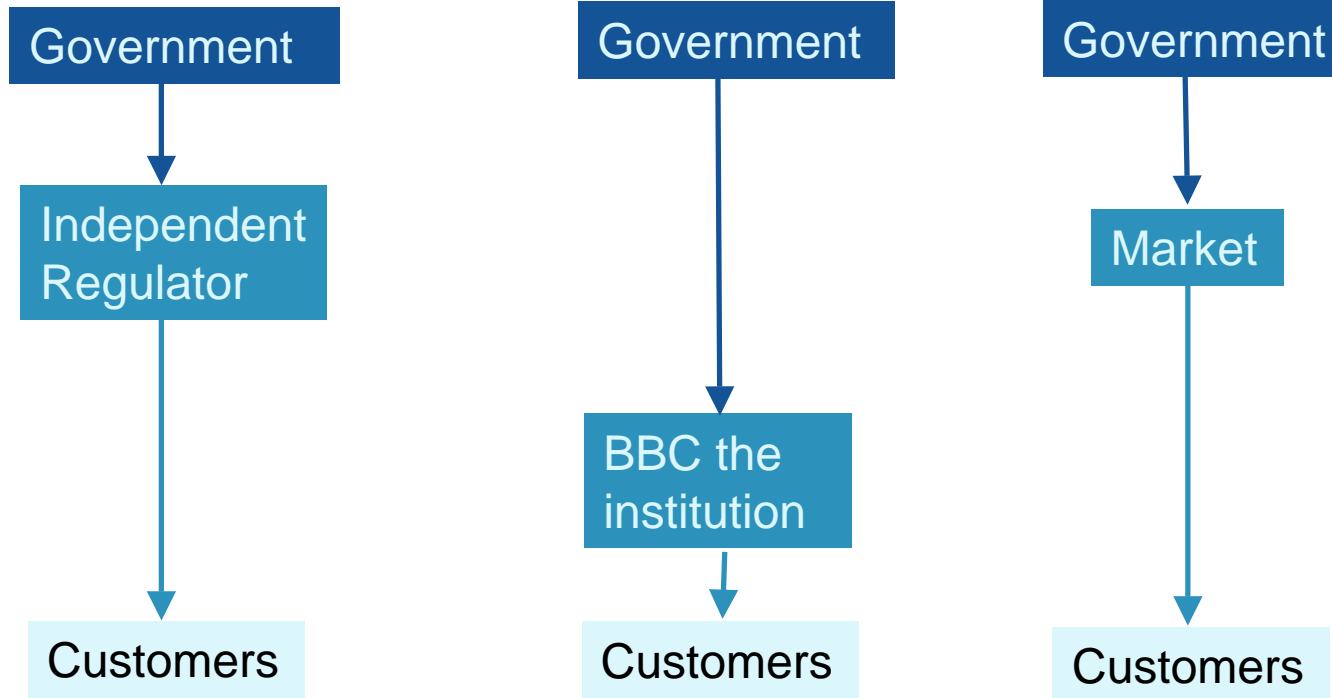 Government
Independent
Regulator
Customers
Government
BBC the
institution
Customers
Government
Market
Customers